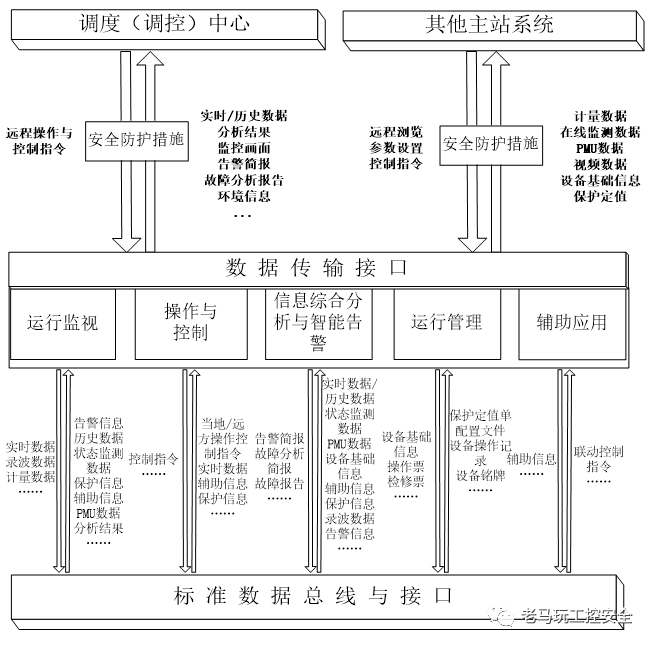 调度（调控）中心
其他主站系统
远程操作与
控制指令
安全防护措施
实时/历史数据
分析结果
监控画面
告警简报
故障分析报告
环境信息
...
远程浏览
参数设置
控制指令
安全防护措施
计量数据
在线监测数据
PMU数据
视频数据
设备基础信息
保护定值
数据传输接口
运行监视
操作与
控制
信息综合分
析与智能告
警
运行管理
辅助应用
实时数据
录波数据
计量数据
......
告警信息
历史数据
状态监测
数据
保护信息
辅助信息
PMU数据
分析结果
......
控制指令
......
当地/远
方操作控
制指令
实时数据
辅助信息
保护信息
......
告警简报
故障分析
简报
故障报告
......
实时数据/
历史数据
状态监测
数据
PMU数据
设备基础
信息
辅助信息
保护信息
录波数据
告警信息
......
设备基础
信息
操作票
检修票
......
保护定值单
配置文件
设备操作记
录
设备铭牌
......
辅助信息
......
联动控制
指令
......
标准数据总线与接口
老马玩工控安全